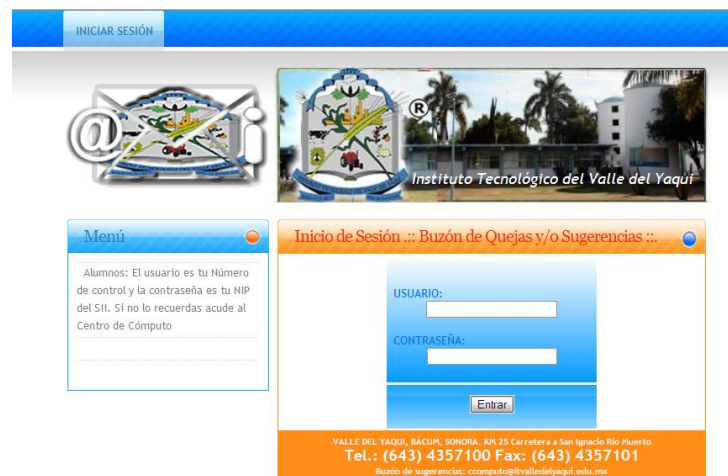 INICIAR SESIÓN
@
i
®
Instituto Tecnológico del Valle del Yaqui
Menú
Alumnos: El usuario es tu Número
de control y la contraseña es tu NIP
del SII. Si no lo recuerdas acude al
Centro de Cómputo
Inicio de Sesión .:: Buzón de Quejas y/o Sugerencias ::.
USUARIO:
CONTRASEÑA:
Entrar
VALLE DEL YAQUI, BÁCUM, SONORA. KM 25 Carretera a San Ignacio Río Muerto
Tel.: (643) 4357100 Fax: (643) 4357101
Buzón de sugerencias: ccomputo@itvalledelyaqui.edu.mx